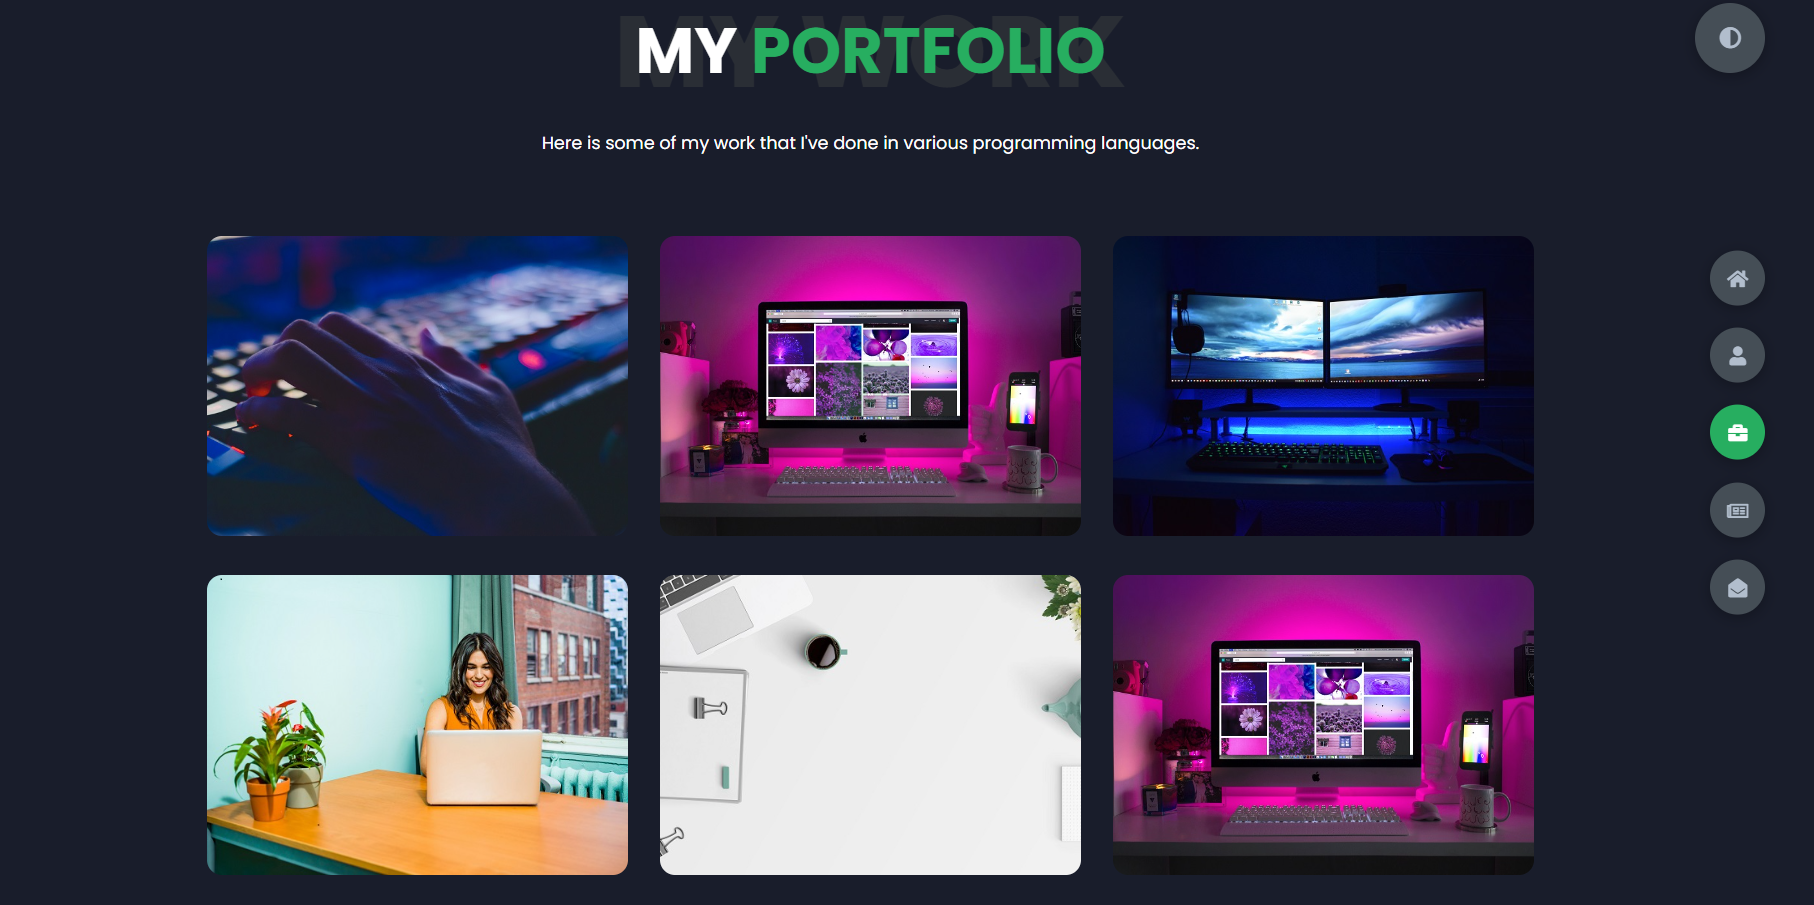 MY WORK
MY PORTFOLIO
Here is some of my work that I've done in various programming languages.